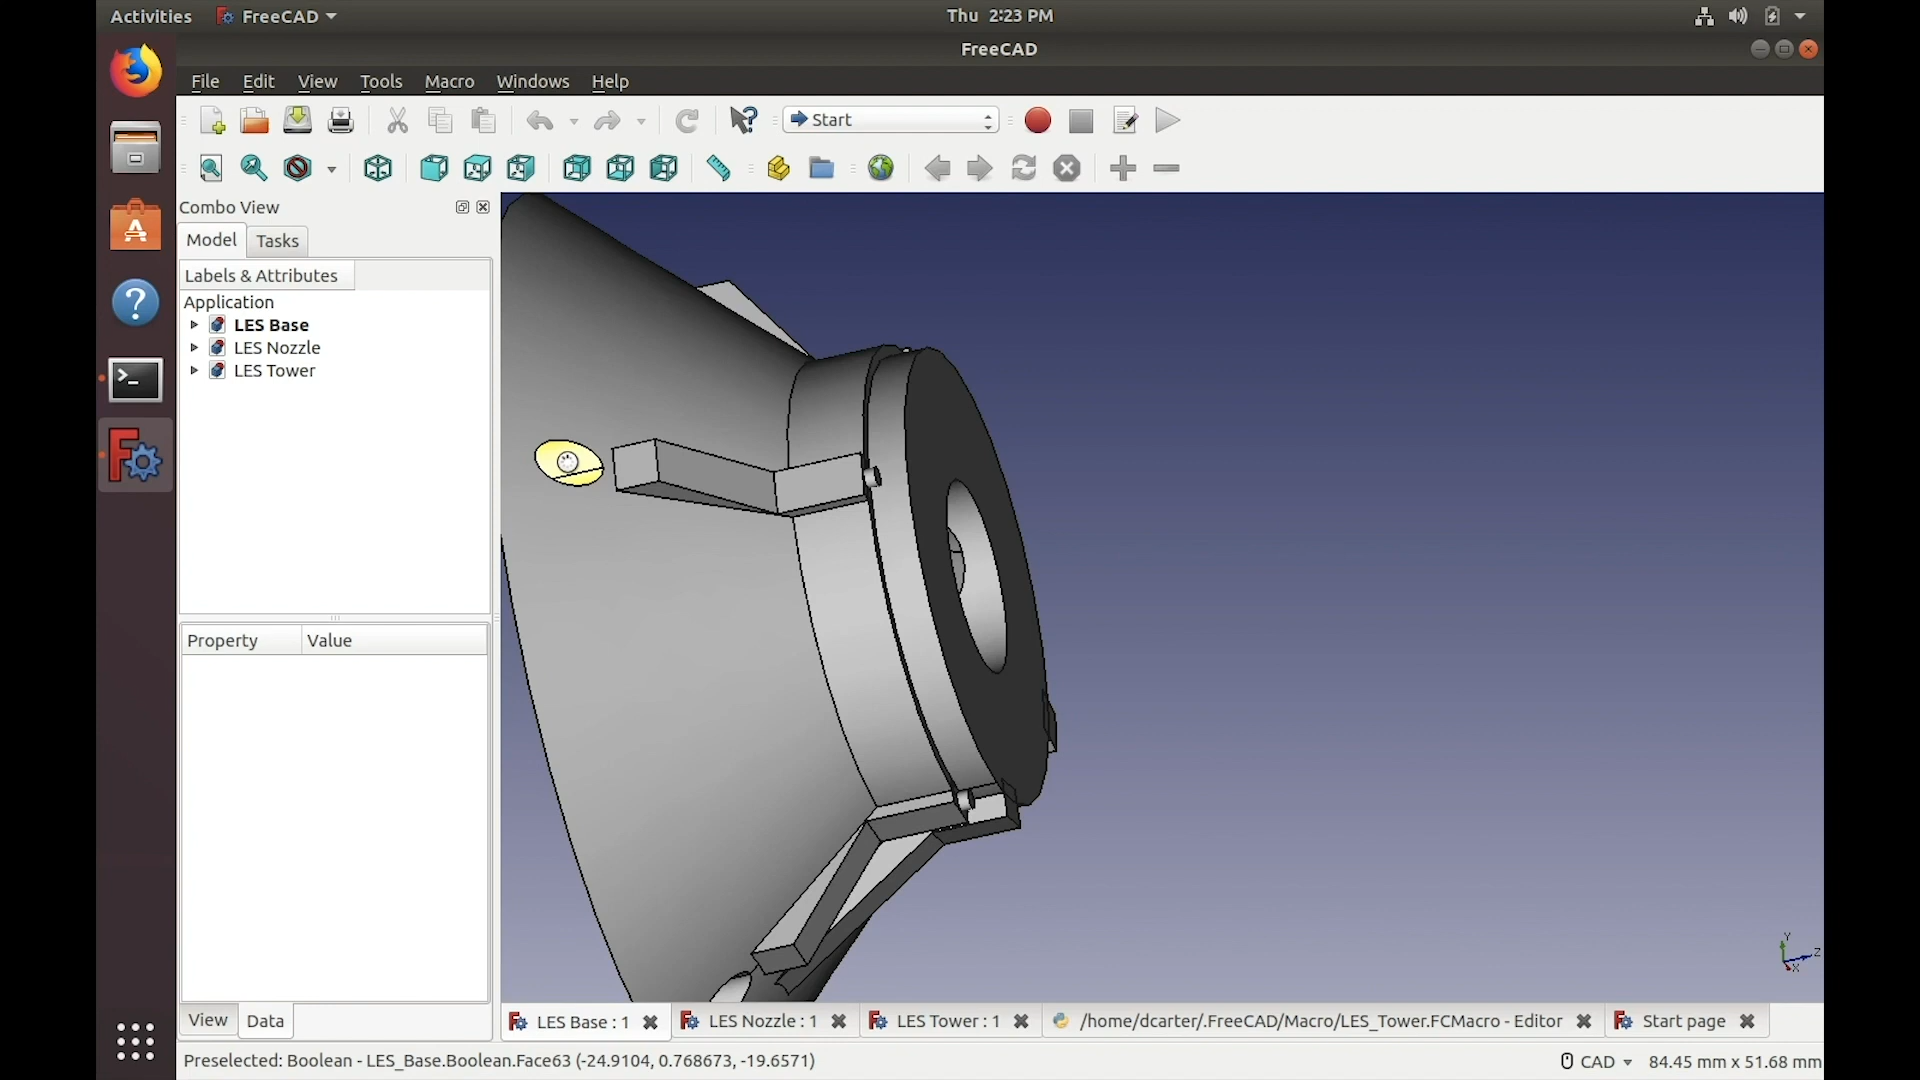 Activities FreeCAD Thu 2:23 PM
FreeCAD
File Edit View Tools Macro Windows Help
Start
Combo View
Model Tasks
Labels & Attributes
Application
LES Base
LES Nozzle
LES Tower
Property Value
Y
Z
X
View Data
LES Base : 1 LES Nozzle : 1 LES Tower : 1 /home/dcarter/.FreeCAD/Macro/LES_Tower.FCMacro - Editor Start page
Preselected: Boolean - LES_Base.Boolean.Face63 (-24.9104, 0.768673, -19.6571) CAD 84.45 mm x 51.68 mm